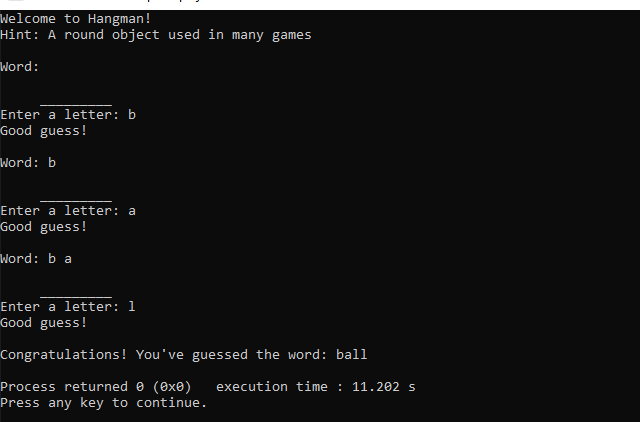 Welcome to Hangman!
Hint: A round object used in many games
Word:
_________
Enter a letter: b
Good guess!
Word: b
_________
Enter a letter: a
Good guess!
Word: b a
_________
Enter a letter: l
Good guess!
Congratulations! You've guessed the word: ball
Process returned 0 (0x0)   execution time : 11.202 s
Press any key to continue.